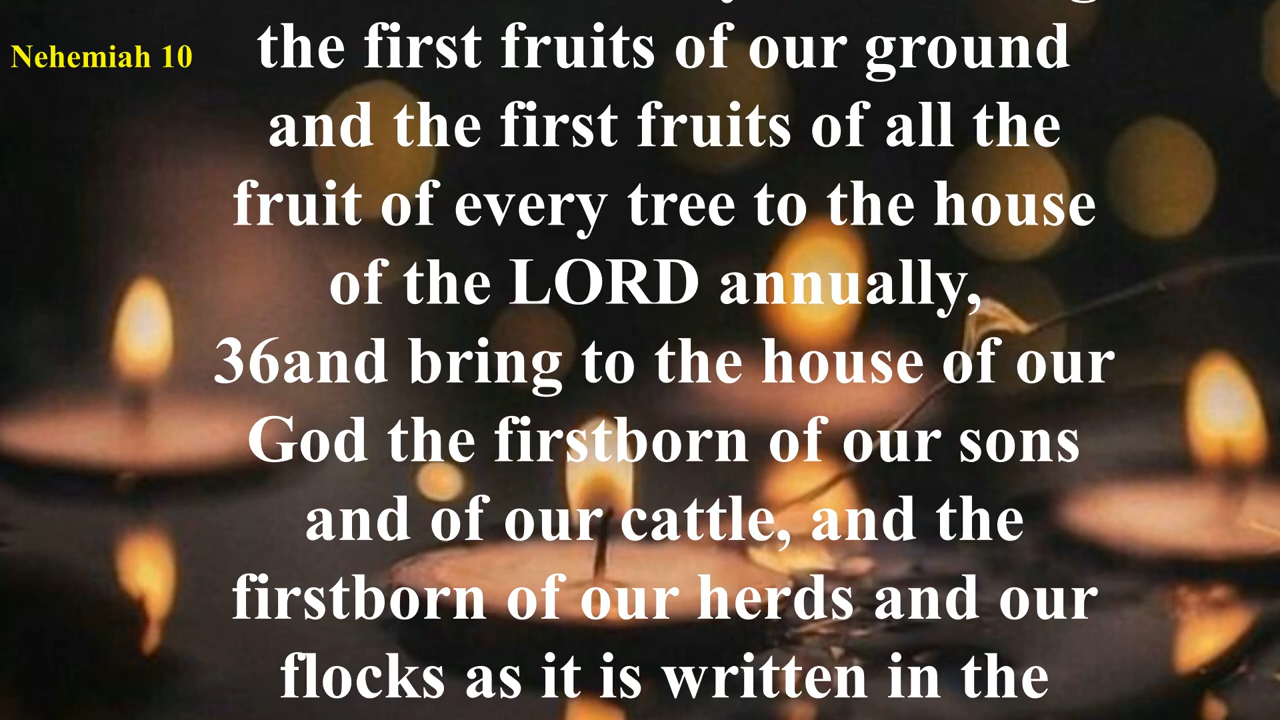 Nehemiah 10
the first fruits of our ground
and the first fruits of all the
fruit of every tree to the house
of the LORD annually,
36and bring to the house of our
God the firstborn of our sons
and of our cattle, and the
firstborn of our herds and our
flocks as it is written in the